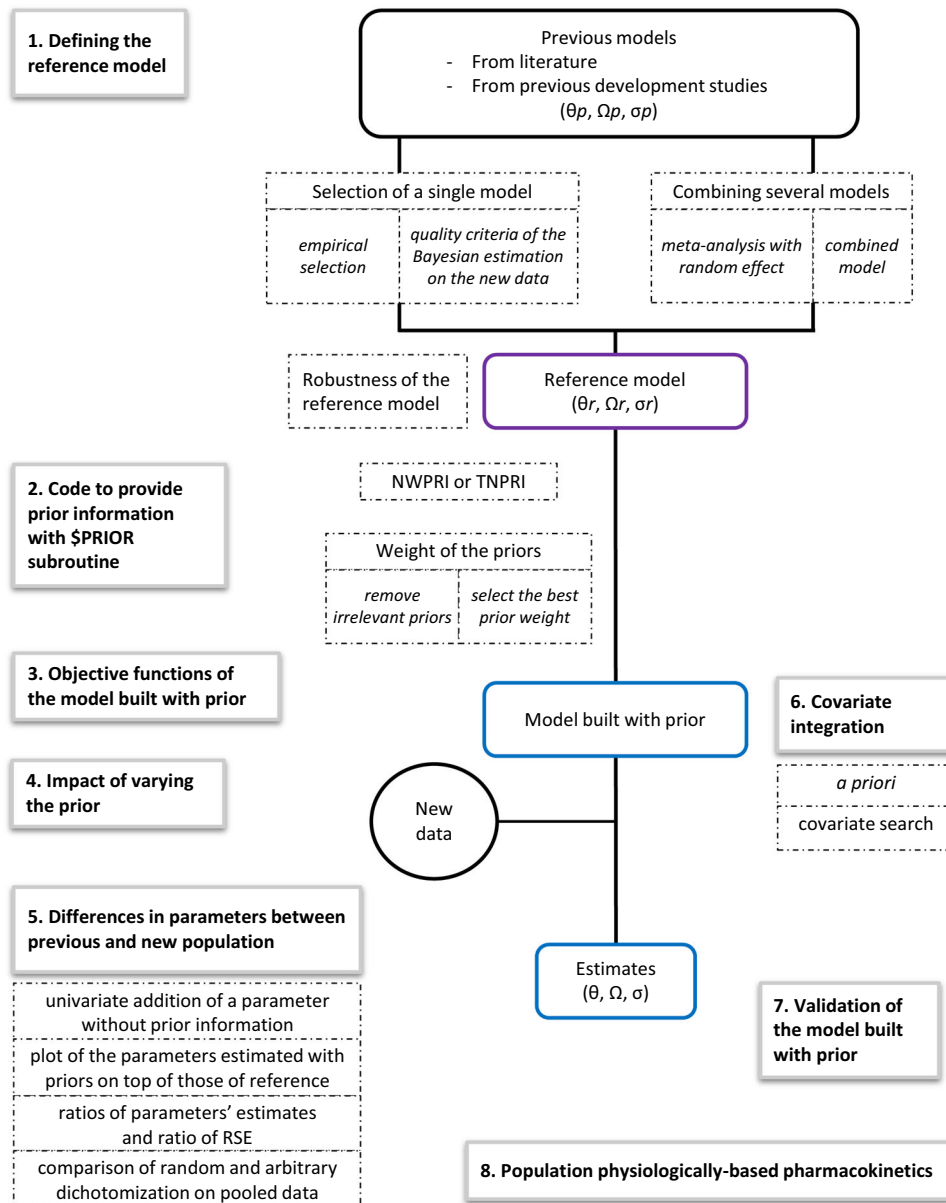 1. Defining the
reference model
Previous models
- From literature
- From previous development studies
(θp, Ωp, σp)
Selection of a single model
empirical
selection
quality criteria of the
Bayesian estimation
on the new data
Combining several models
meta-analysis with
random effect
combined
model
Robustness of the
reference model
Reference model
(θr, Ωr, σr)
2. Code to provide
prior information
with $PRIOR
subroutine
NWPRI or TNPRI
Weight of the priors
remove
irrelevant priors
select the best
prior weight
3. Objective functions of
the model built with prior
Model built with prior
6. Covariate
integration
a priori
covariate search
4. Impact of varying
the prior
New
data
5. Differences in parameters between
previous and new population
univariate addition of a parameter
without prior information
plot of the parameters estimated with
priors on top of those of reference
ratios of parameters’ estimates
and ratio of RSE
comparison of random and arbitrary
dichotomization on pooled data
Estimates
(θ, Ω, σ)
7. Validation of
the model built
with prior
8. Population physiologically-based pharmacokinetics